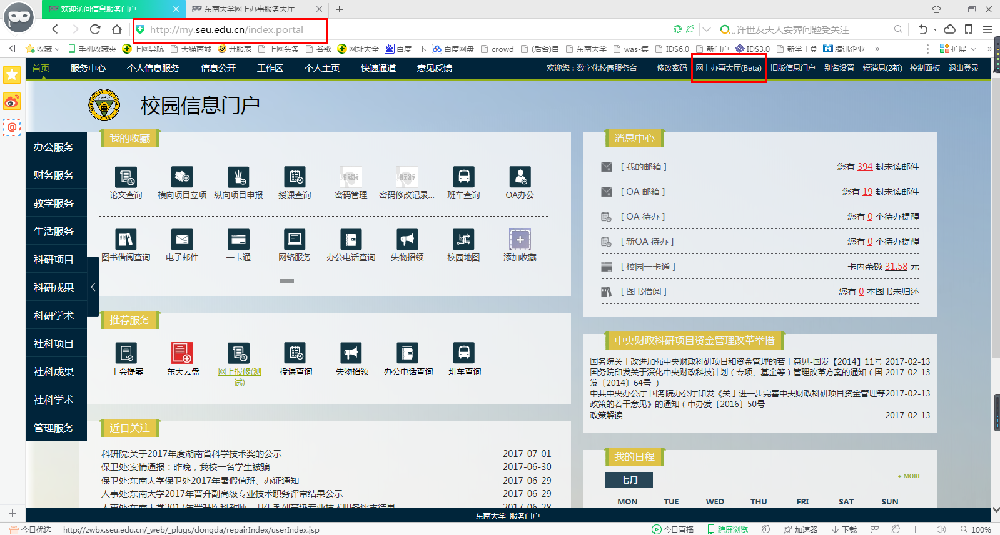 欢迎访问信息服务门户
东南大学网上办事服务大厅
http://my.seu.edu.cn/index.portal
许世友夫人安葬问题受关注
收藏 手机收藏夹 上网导航 天猫商城 开服表 上网头条 谷歌 网址大全 百度一下 百度网盘 crowd (后台)自 东南大学 was-集 IDS6.0 新门户 IDS3.0 新学工登 腾讯企业 扩展
首页 服务中心 个人信息服务 信息公开 工作区 个人主页 快速通道 意见反馈 欢迎您：数字化校园服务台 修改密码 网上办事大厅(Beta) 旧版信息门户 别名设置 短消息(2新) 控制面板 退出登录
校园信息门户
办公服务
财务服务
教学服务
生活服务
科研项目
科研成果
科研学术
社科项目
社科成果
社科学术
管理服务
我的收藏
论文查询 横向项目立项 纵向项目申报 授课查询 密码管理 密码修改记录... 班车查询 OA办公
图书借阅查询 电子邮件 一卡通 网络服务 办公电话查询 失物招领 校园地图 添加收藏
推荐服务
工会提案 东大云盘 网上报修(测 授课查询 失物招领 办公电话查询 班车查询
试)
近日关注
科研院:关于2017年度湖南省科学技术奖的公示 2017-07-01
保卫处:案情通报：昨晚，我校一名学生被骗 2017-06-30
保卫处:东南大学保卫处2017年暑假值班、办证通知 2017-06-29
人事处:东南大学2017年晋升副高级专业技术职务评审结果公示 2017-06-29
人事处:东南大学2017年晋升医科教师、卫生系列高级专业技术职务评审结果 2017-06-28
消息中心
[ 我的邮箱 ] 您有 394 封未读邮件
[ OA 邮箱 ] 您有 19 封未读邮件
[ OA 待办 ] 您有 0 个待办提醒
[ 新OA 待办 ] 您有 0 个待办提醒
[ 校园一卡通 ] 卡内余额 31.58 元
[ 图书借阅 ] 您有 0 本图书未归还
中央财政科研项目资金管理改革举措
国务院关于改进加强中央财政科研项目和资金管理的若干意见-国发【2014】11号 2017-02-13
国务院印发关于深化中央财政科技计划（专项、基金等）管理改革方案的通知（国 2017-02-13
发〔2014〕64号 ）
中共中央办公厅 国务院办公厅印发《关于进一步完善中央财政科研项目资金管理等 2017-02-13
政策的若干意见》的通知（中办发〔2016〕50号
政策解读 2017-02-13
我的日程
七月
+ MORE
MON TUE WED THU FRI SAT SUN
东南大学 服务门户
今日优选 http://zwbx.seu.edu.cn/_web/_plugs/dongda/repairIndex/userIndex.jsp 今日直播 跨屏浏览 加速器 下载 100%